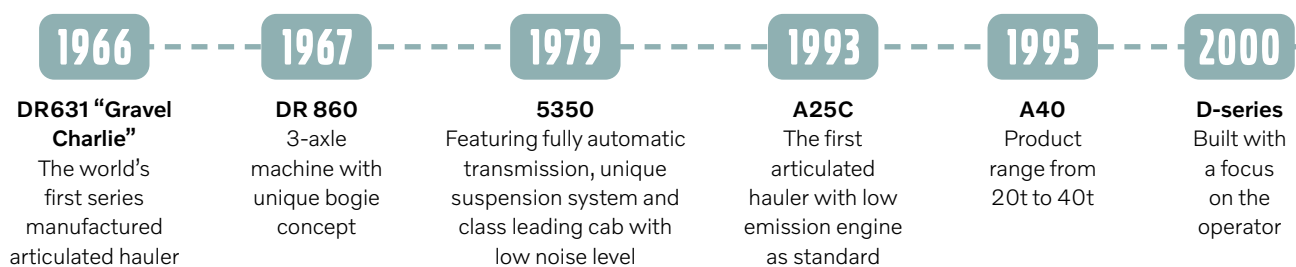 1966
DR631 “Gravel
Charlie”
The world’s
first series
manufactured
articulated hauler
1967
DR 860
3-axle
machine with
unique bogie
concept
1979
5350
Featuring fully automatic
transmission, unique
suspension system and
class leading cab with
low noise level
1993
A25C
The first
articulated
hauler with low
emission engine
as standard
1995
A40
Product
range from
20t to 40t
2000
D-series
Built with
a focus
on the
operator